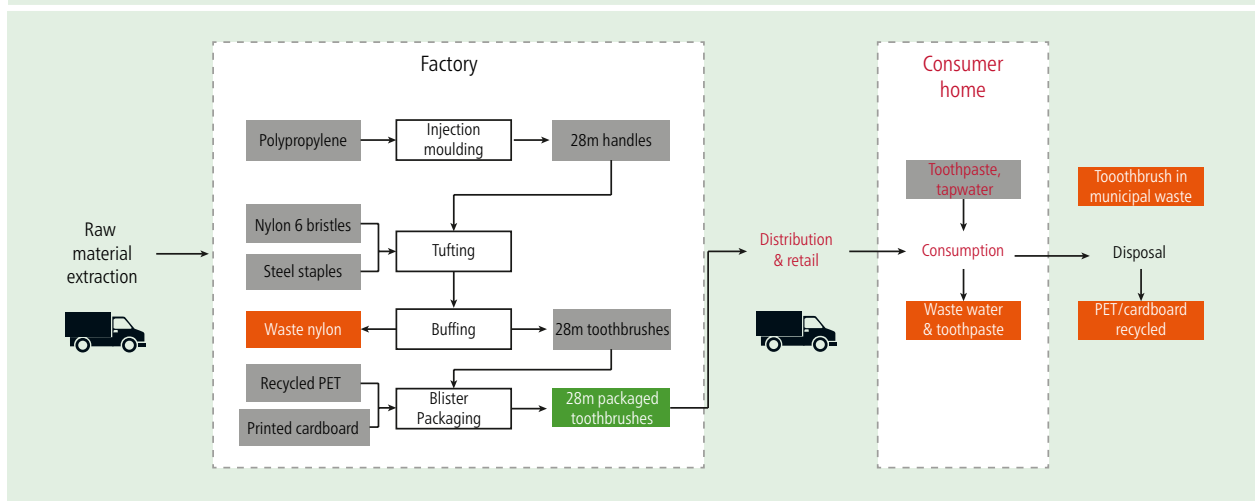 Factory
Consumer
home
Polypropylene
Injection
moulding
28m handles
Toothpaste,
tapwater
Tooothbrush in
municipal waste
Raw
material
extraction
Nylon 6 bristles
Steel staples
Tufting
Distribution
& retail
Consumption
Disposal
Waste nylon
Buffing
28m toothbrushes
Waste water
& toothpaste
PET/cardboard
recycled
Recycled PET
Printed cardboard
Blister
Packaging
28m packaged
toothbrushes